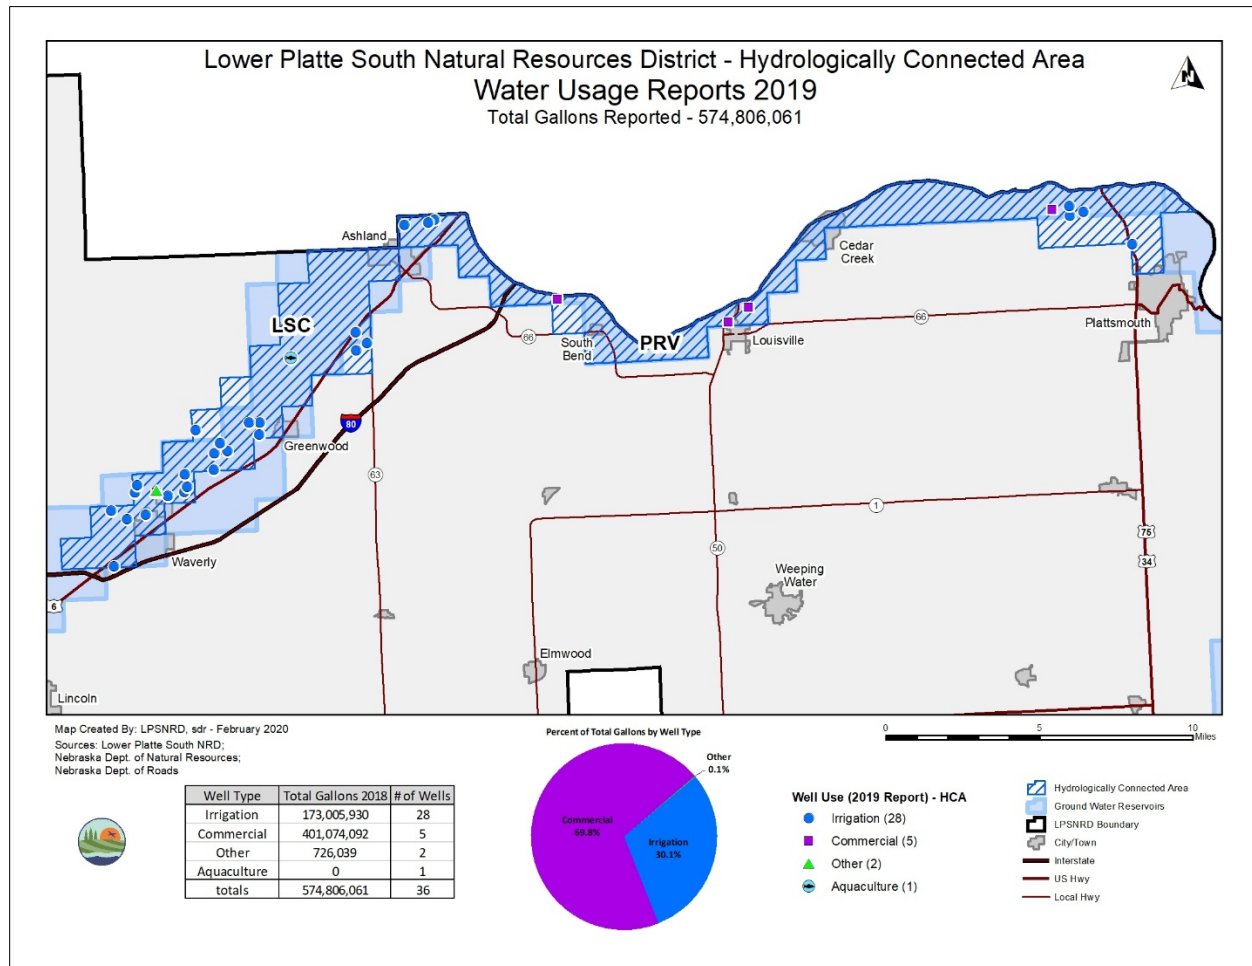 Lower Platte South Natural Resources District - Hydrologically Connected Area
Water Usage Reports 2019
Total Gallons Reported - 574,806,061
N
Ashland
Cedar
Creek
LSC
66
PRV
South
Bend
66
Louisville
Plattsmouth
80
Greenwood
63
1
75
50
34
Waverly
Weeping
Water
6
Elmwood
Lincoln
Map Created By: LPSNRD, sdr - February 2020
Sources: Lower Platte South NRD;
Nebraska Dept. of Natural Resources;
Nebraska Dept. of Roads
0 5 10
Miles
Percent of Total Gallons by Well Type
Other
0.1%
Commercial
69.8%
Irrigation
30.1%
Well Type Total Gallons 2018 # of Wells
Irrigation 173,005,930 28
Commercial 401,074,092 5
Other 726,039 2
Aquaculture 0 1
totals 574,806,061 36
Well Use (2019 Report) - HCA
Irrigation (28)
Commercial (5)
Other (2)
Aquaculture (1)
Hydrologically Connected Area
Ground Water Reservoirs
LPSNRD Boundary
City/Town
Interstate
US Hwy
Local Hwy